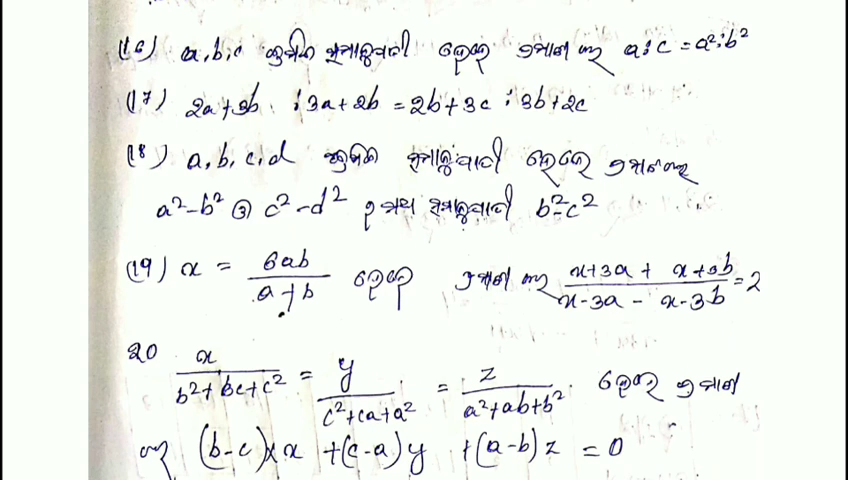 (16) a, b, c କ୍ରମିକ ସମାନୁପାତୀ ହେଲେ ପ୍ରମାଣ କର a:c = a²:b²
(17) 2a+3b : 3a+2b = 2b+3c : 3b+2c
(18) a, b, c, d କ୍ରମିକ ସମାନୁପାତୀ ହେଲେ ପ୍ରମାଣ କର
a²-b² ଓ c²-d² ର ମଧ୍ୟ ସମାନୁପାତୀ b²-c²
(19) x = 6ab/a+b ହେଲେ ପ୍ରମାଣ କର x+3a + x+3b/x-3a - x-3b = 2
20 x/b²+bc+c² = y/c²+ca+a² = z/a²+ab+b² ହେଲେ ପ୍ରମାଣ
କର (b-c)x x + (c-a)y + (a-b)z = 0